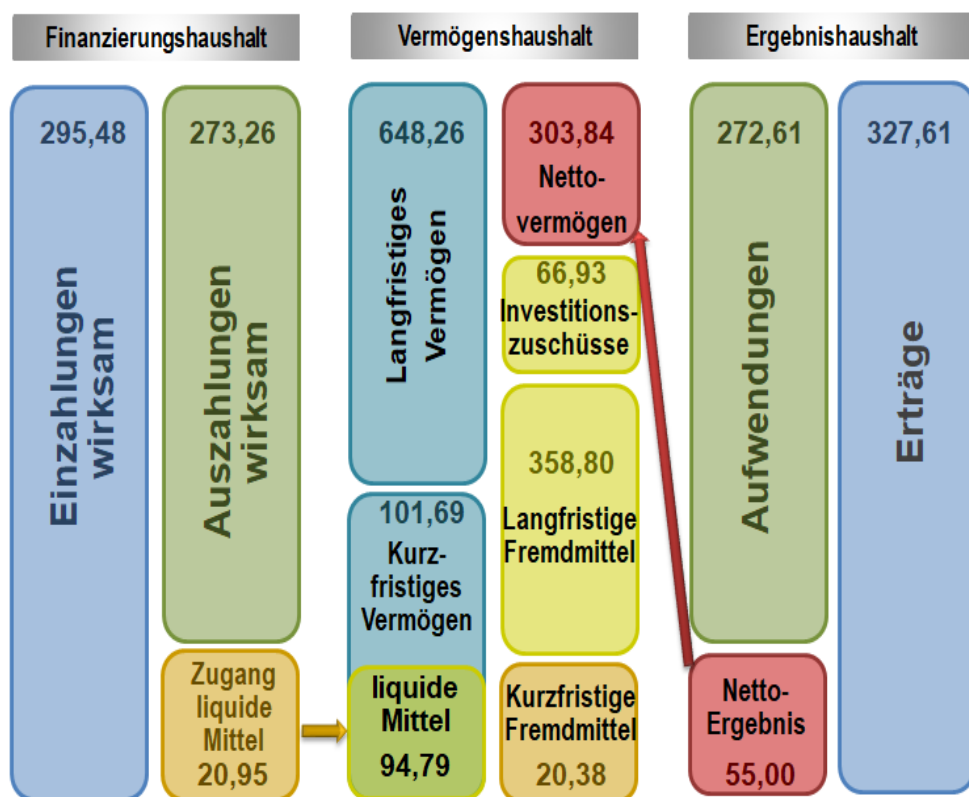 Finanzierungshaushalt
Vermögenshaushalt
Ergebnishaushalt
295,48
Einzahlungen
wirksam
273,26
Auszahlungen
wirksam
Zugang
liquide
Mittel
20,95
648,26
Langfristiges
Vermögen
101,69
Kurz-
fristiges
Vermögen
liquide
Mittel
94,79
303,84
Netto-
vermögen
66,93
Investitions-
zuschüsse
358,80
Langfristige
Fremdmittel
Kurzfristige
Fremdmittel
20,38
272,61
Aufwendungen
Netto-
Ergebnis
55,00
327,61
Erträge